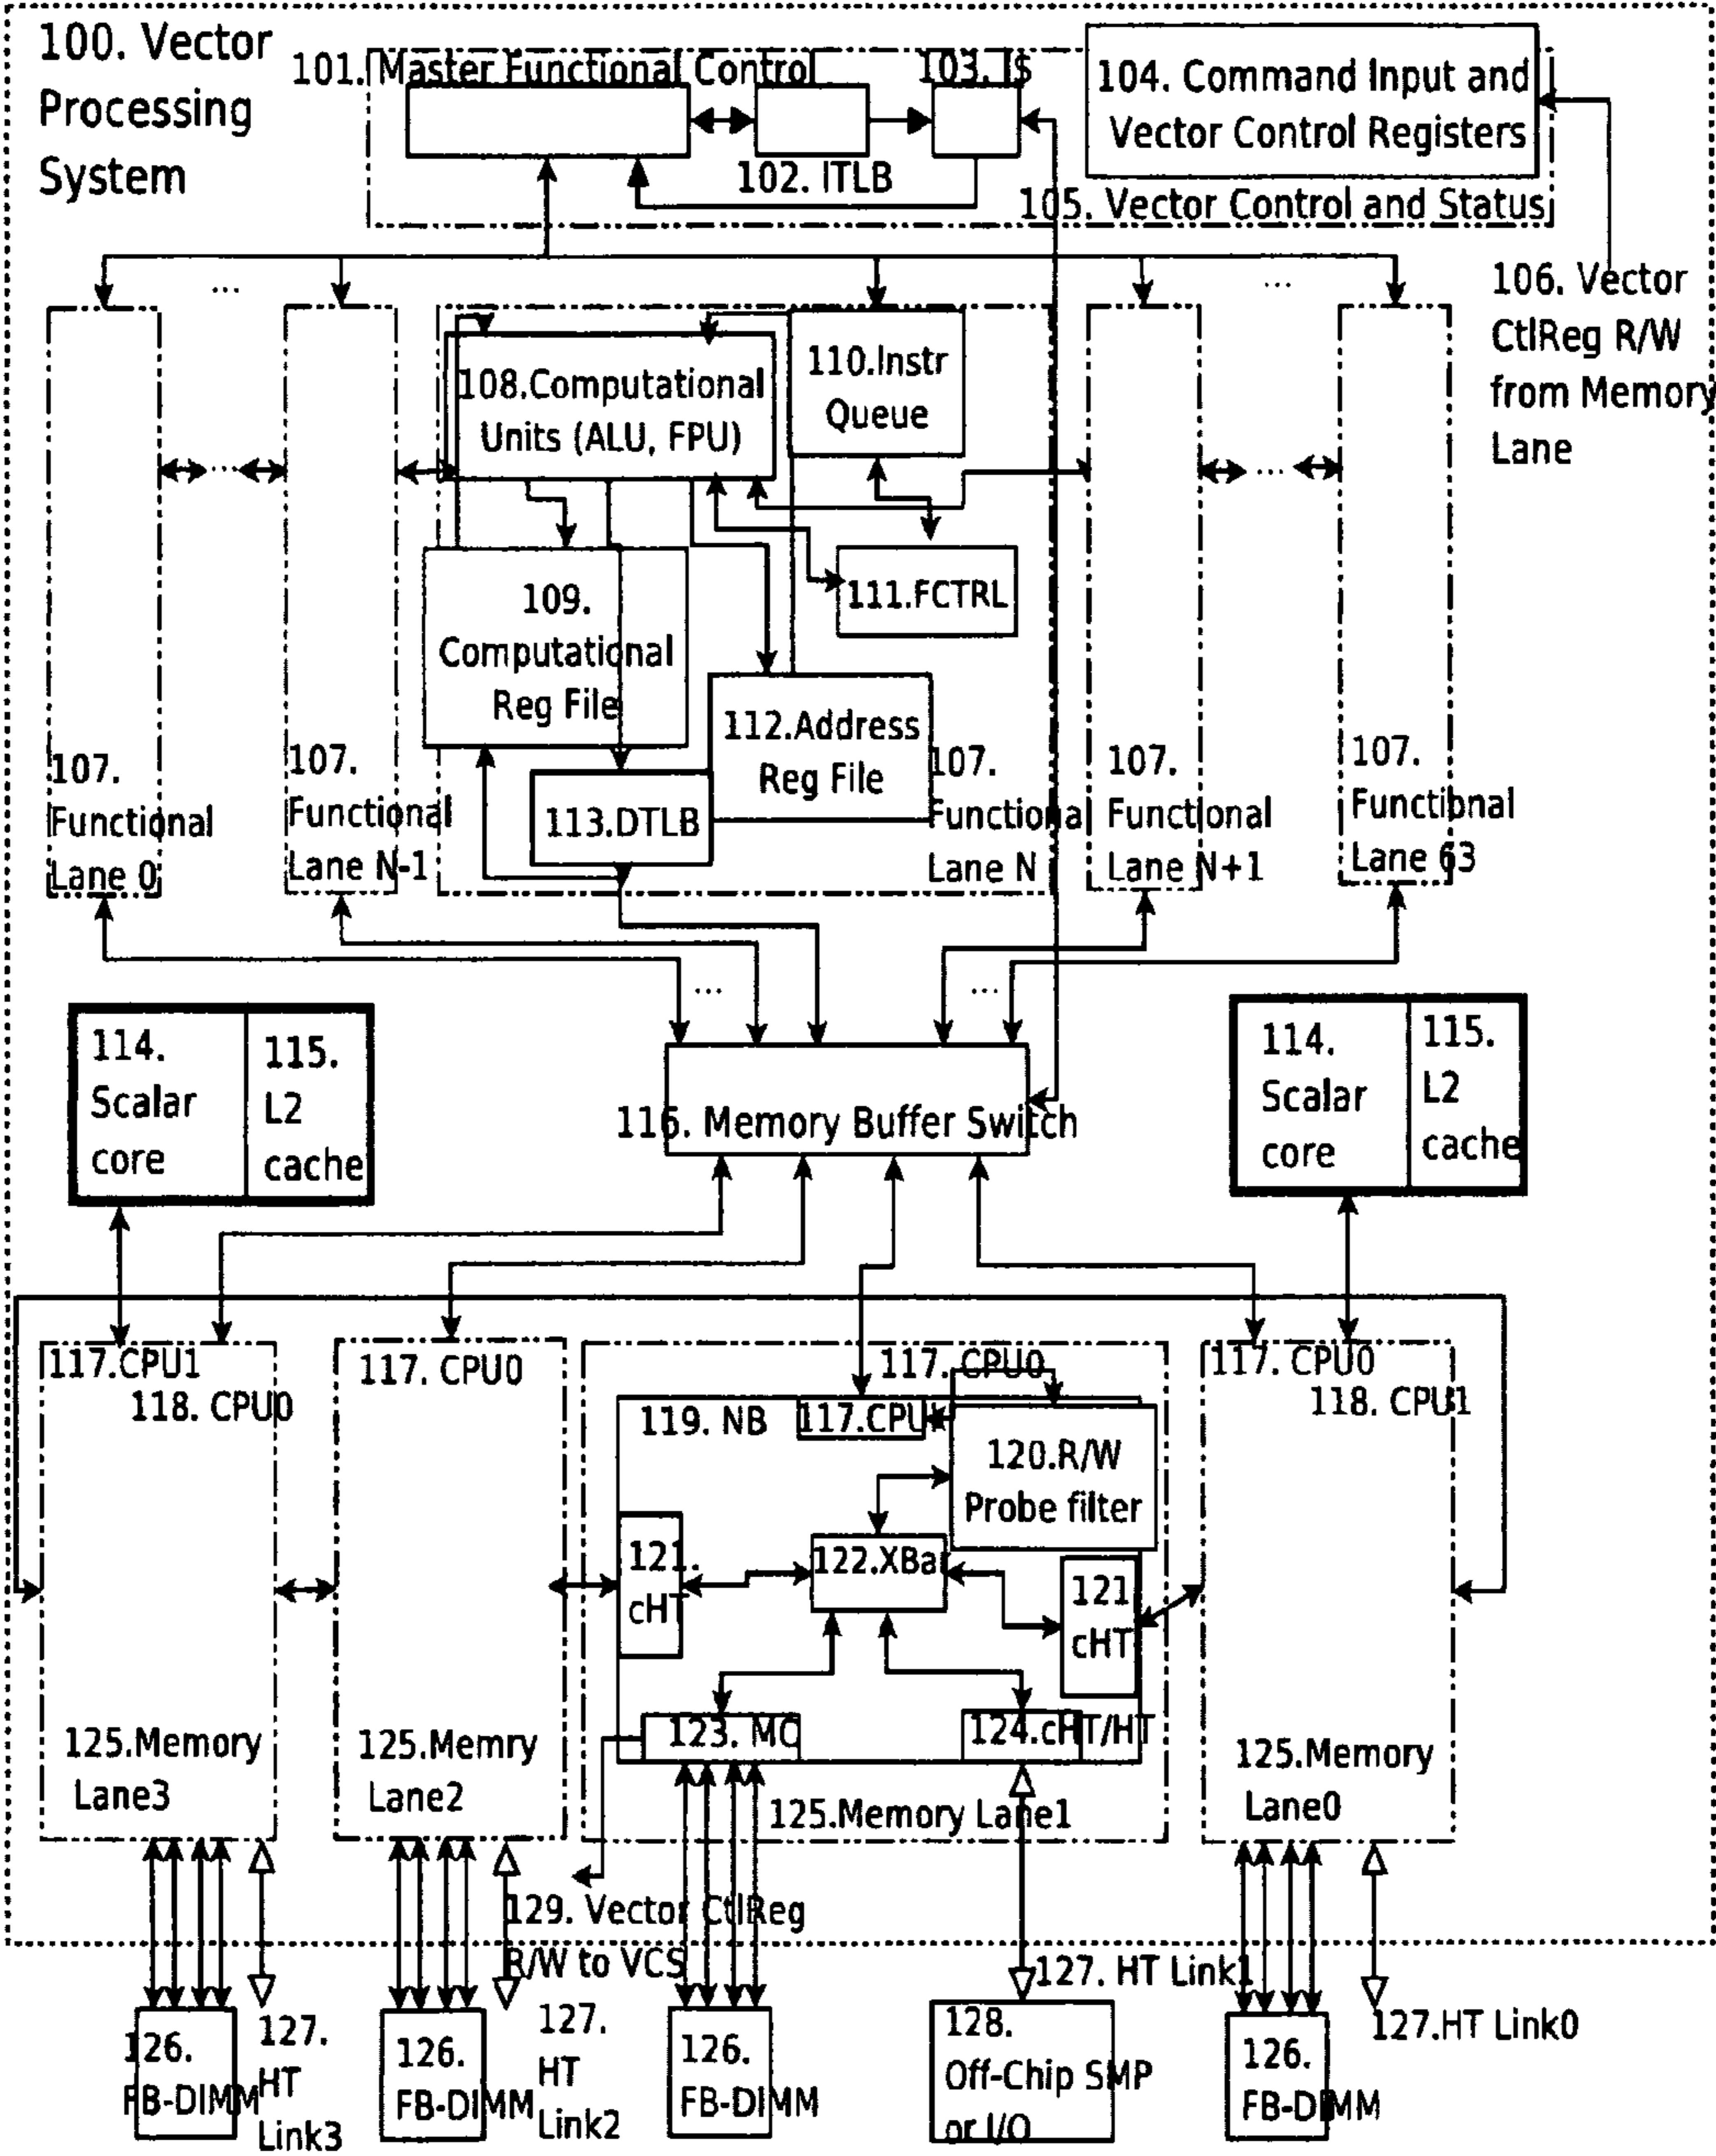 100. Vector
Processing
System
101. Master Functional Control
103. I$
102. ITLB
104. Command Input and
Vector Control Registers
105. Vector Control and Status
106. Vector
CtlReg R/W
from Memory
Lane
...
...
108.Computational
Units (ALU, FPU)
110.Instr
Queue
...
...
109.
Computational
Reg File
111.FCTRL
112.Address
Reg File
113.DTLB
107.
Functional
Lane 0
107.
Functional
Lane N-1
107.
Functional
Lane N
107.
Functional
Lane N+1
107.
Functional
Lane 63
...
...
114.
Scalar
core
115.
L2
cache
116. Memory Buffer Switch
114.
Scalar
core
115.
L2
cache
117.CPU1
118. CPU0
125.Memory
Lane3
117. CPU0
125.Memry
Lane2
117. CPU0
119. NB
117.CPU
120.R/W
Probe filter
121.
cHT
122.XBar
121
cHT
123. MC
124.cHT/HT
125.Memory Lane1
117. CPU0
118. CPU1
125.Memory
Lane0
129. Vector CtlReg
R/W to VCS
126.
FB-DIMM
127.
HT
Link3
126.
FB-DIMM
127.
HT
Link2
126.
FB-DIMM
127. HT Link1
128.
Off-Chip SMP
or I/O
126.
FB-DIMM
127.HT Link0